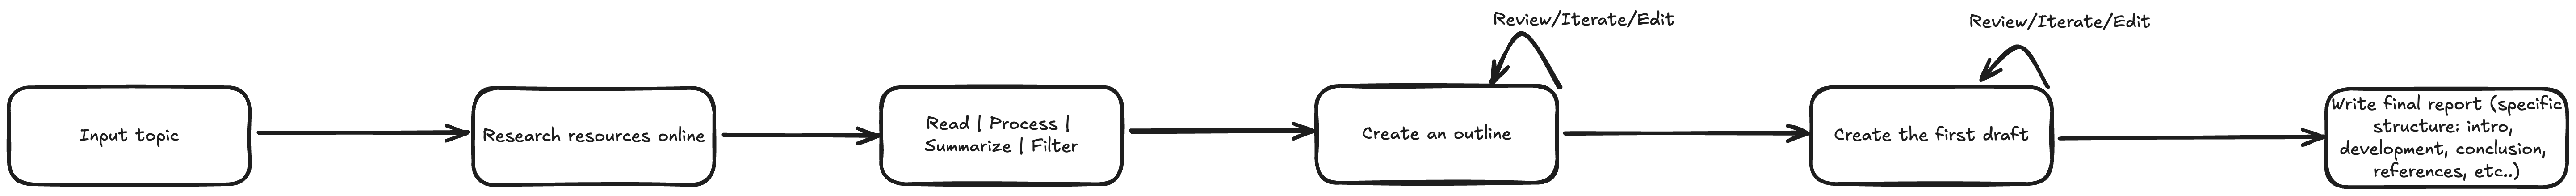 Review/Iterate/Edit
Review/Iterate/Edit
Input topic
Research resources online
Read | Process |
Summarize | Filter
Create an outline
Create the first draft
Write final report (specific
structure: intro,
development, conclusion,
references, etc..)